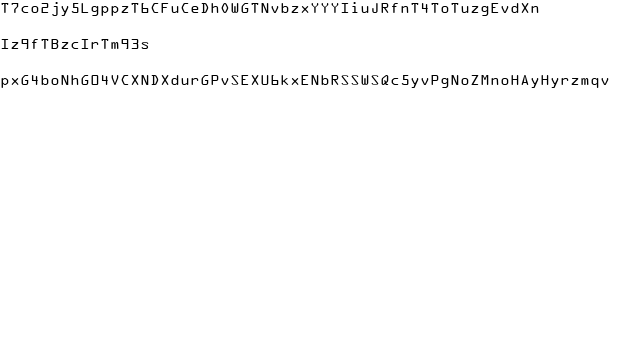 T7co2jy5LgppzT6CFuCeDh0WGTNvbzxYYYIiuJRfnT4ToTuzgEvdXn
Iz9fTBzcIrTm93s
pxG4boNhGO4VCXNDXdurGPvSEXU6kxENbRSSWSQc5yvPgNoZMnoHAyHyrzmqv